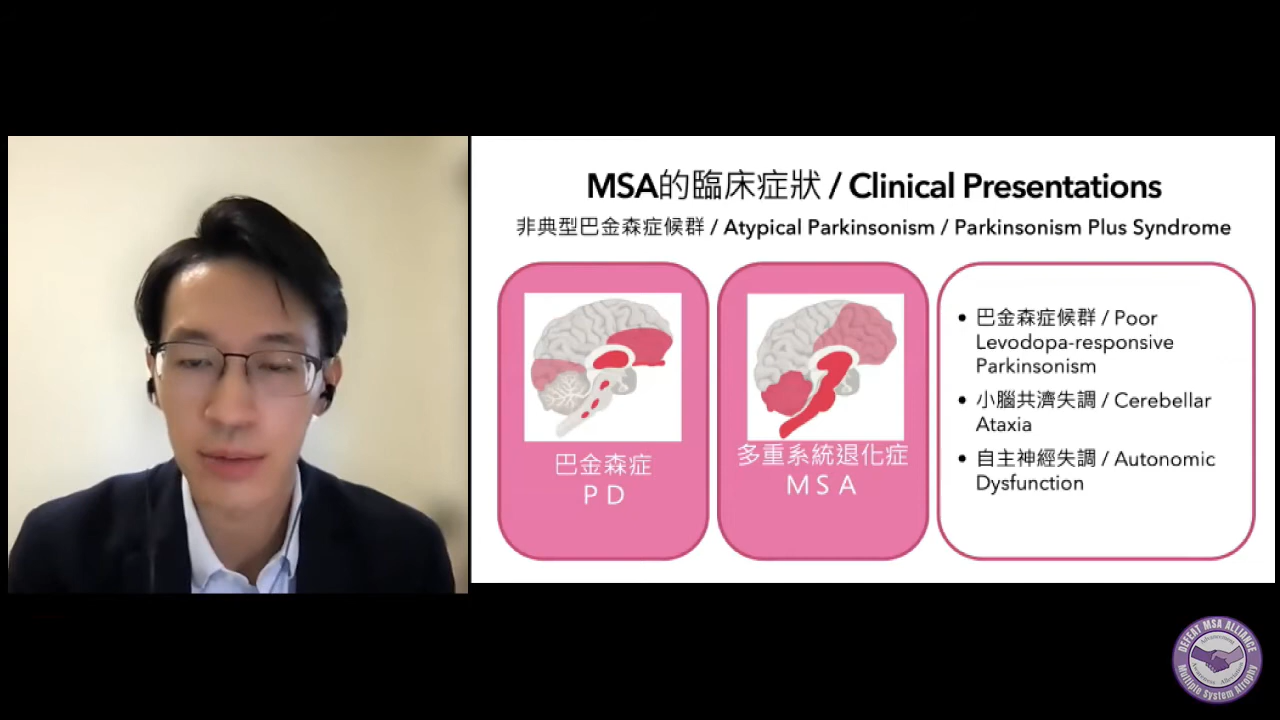 MSA的臨床症狀 / Clinical Presentations
非典型巴金森症候群 / Atypical Parkinsonism / Parkinsonism Plus Syndrome
巴金森症
PD
多重系統退化症
MSA
• 巴金森症候群 / Poor
Levodopa-responsive
Parkinsonism
• 小腦共濟失調 / Cerebellar
Ataxia
• 自主神經失調 / Autonomic
Dysfunction
DEFEAT MSA ALLIANCE
Multiple System Atrophy